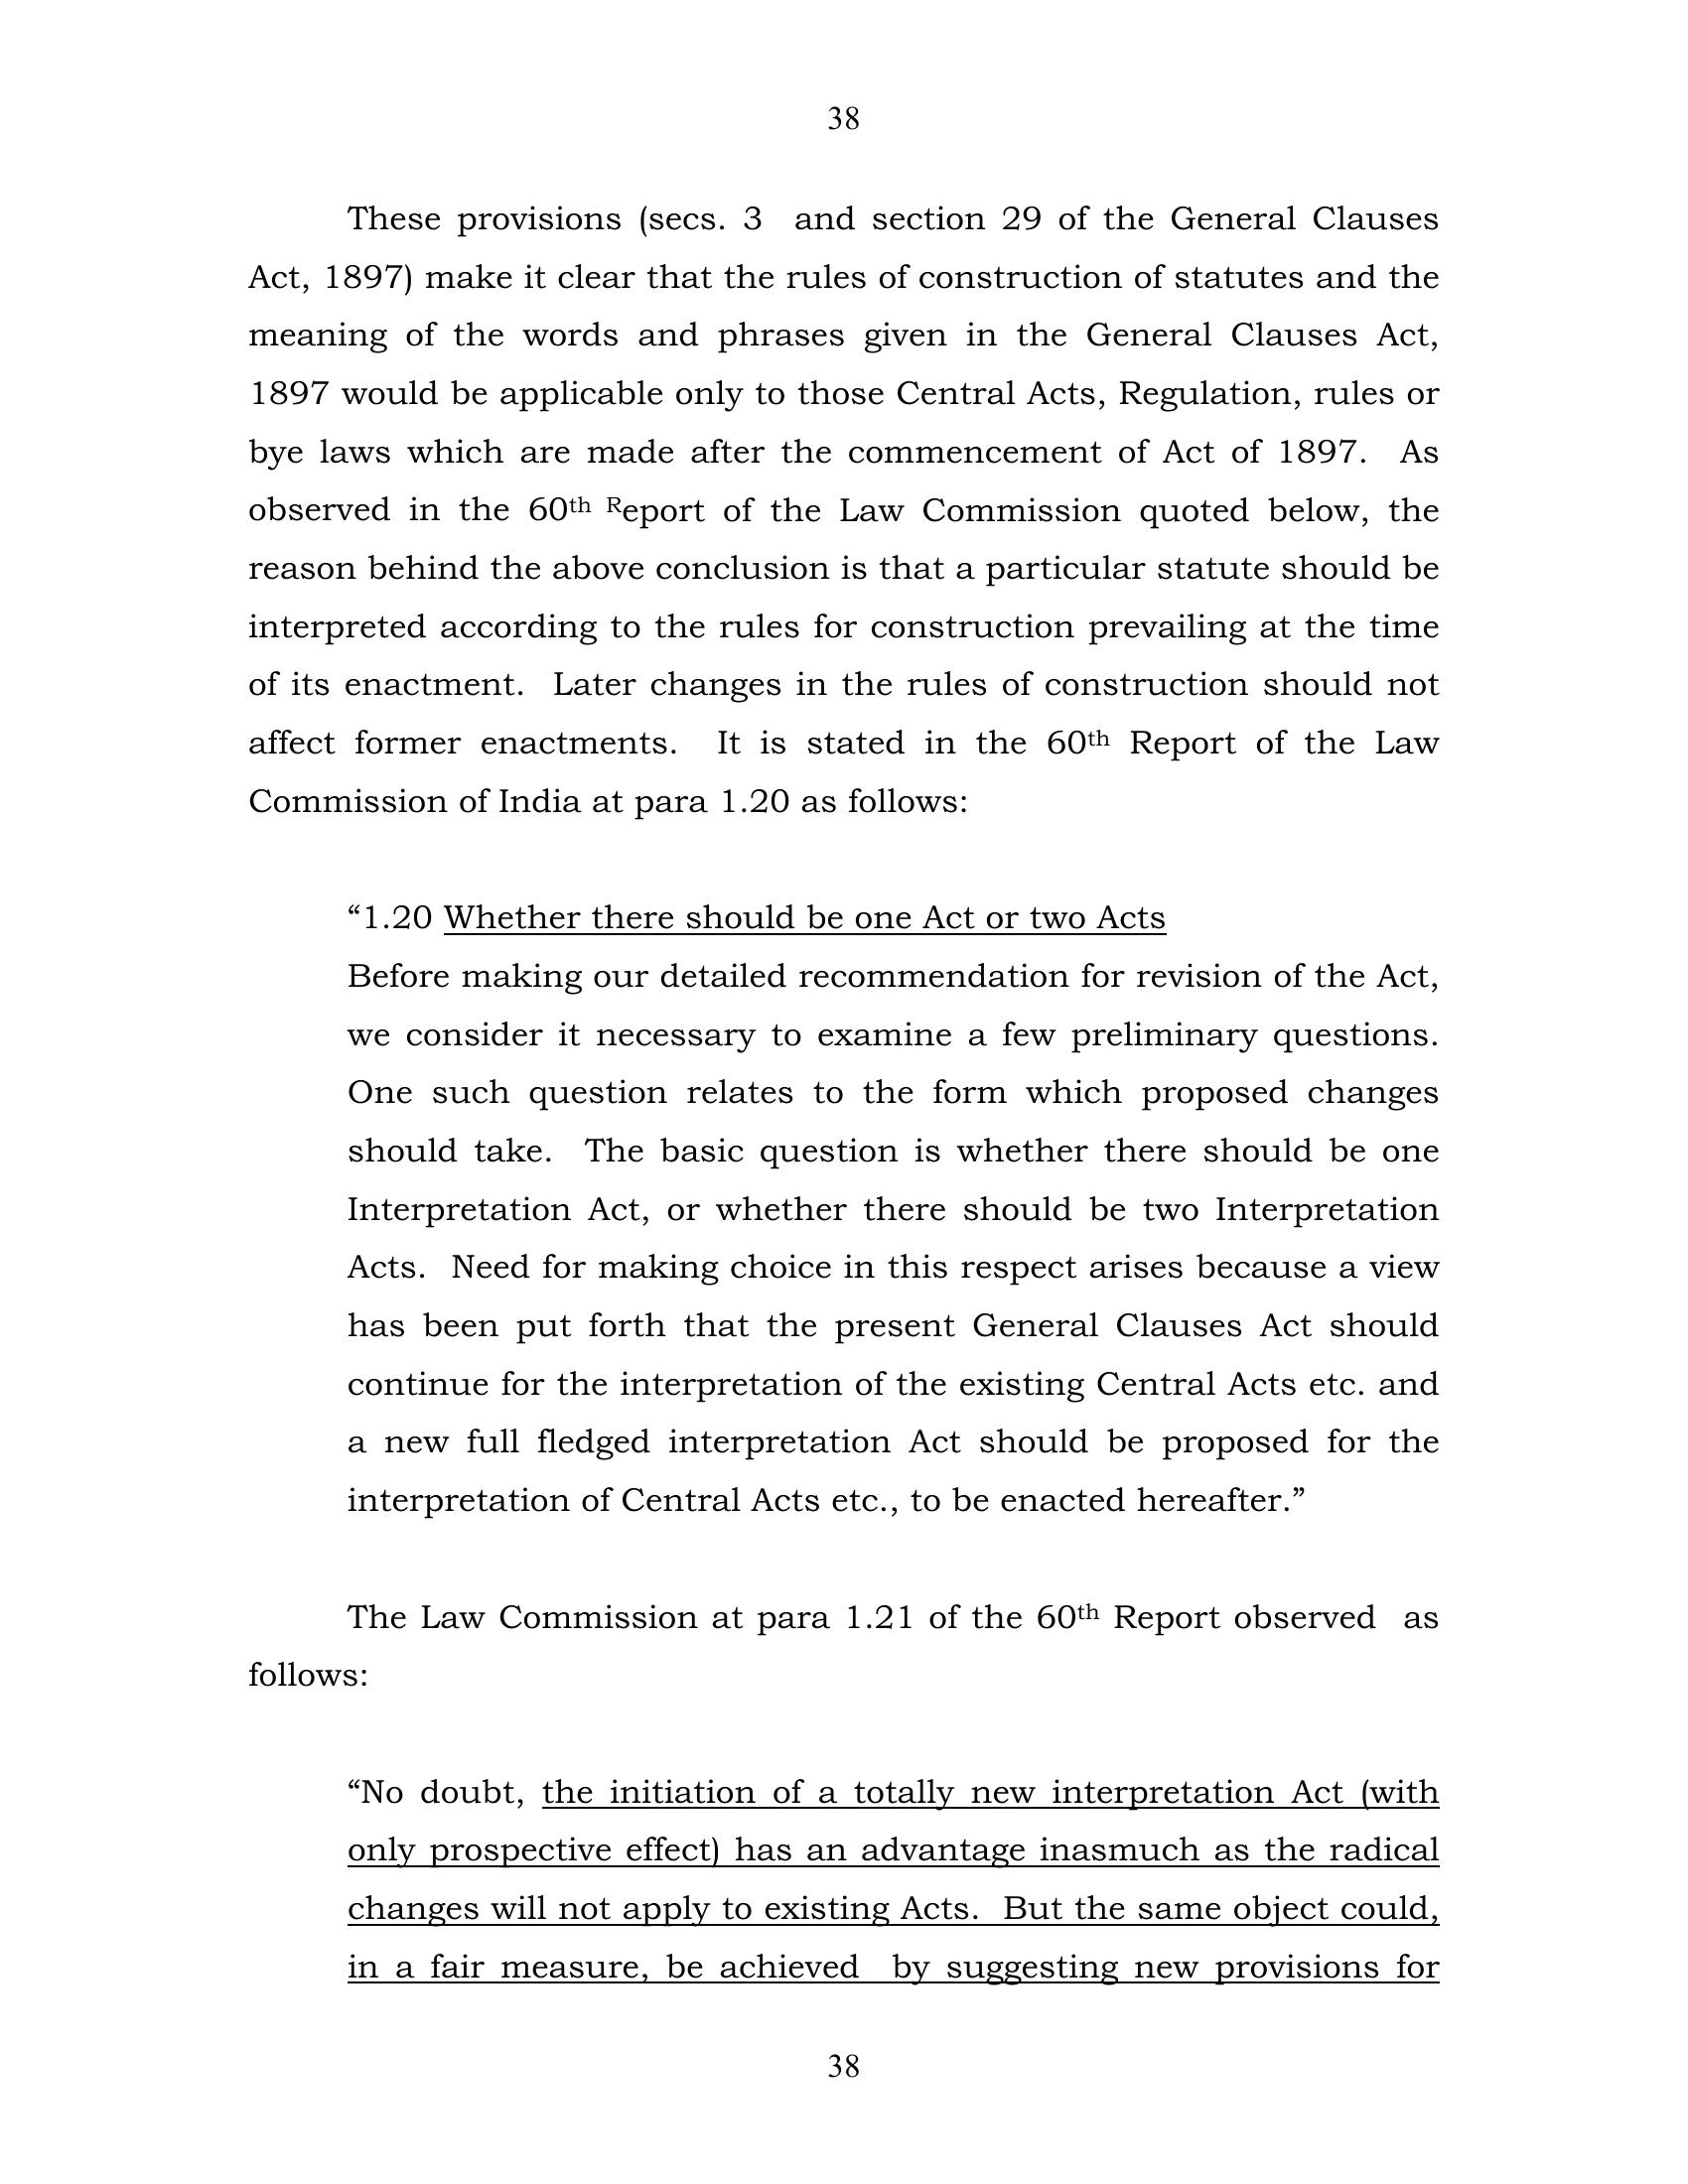 38
These provisions (secs. 3 and section 29 of the General Clauses
Act, 1897) make it clear that the rules of construction of statutes and the
meaning of the words and phrases given in the General Clauses Act,
1897 would be applicable only to those Central Acts, Regulation, rules or
bye laws which are made after the commencement of Act of 1897. As
observed in the 60th Report of the Law Commission quoted below, the
reason behind the above conclusion is that a particular statute should be
interpreted according to the rules for construction prevailing at the time
of its enactment. Later changes in the rules of construction should not
affect former enactments. It is stated in the 60th Report of the Law
Commission of India at para 1.20 as follows:
“1.20 Whether there should be one Act or two Acts
Before making our detailed recommendation for revision of the Act,
we consider it necessary to examine a few preliminary questions.
One such question relates to the form which proposed changes
should take. The basic question is whether there should be one
Interpretation Act, or whether there should be two Interpretation
Acts. Need for making choice in this respect arises because a view
has been put forth that the present General Clauses Act should
continue for the interpretation of the existing Central Acts etc. and
a new full fledged interpretation Act should be proposed for the
interpretation of Central Acts etc., to be enacted hereafter.”
The Law Commission at para 1.21 of the 60th Report observed as
follows:
“No doubt, the initiation of a totally new interpretation Act (with
only prospective effect) has an advantage inasmuch as the radical
changes will not apply to existing Acts. But the same object could,
in a fair measure, be achieved by suggesting new provisions for
38